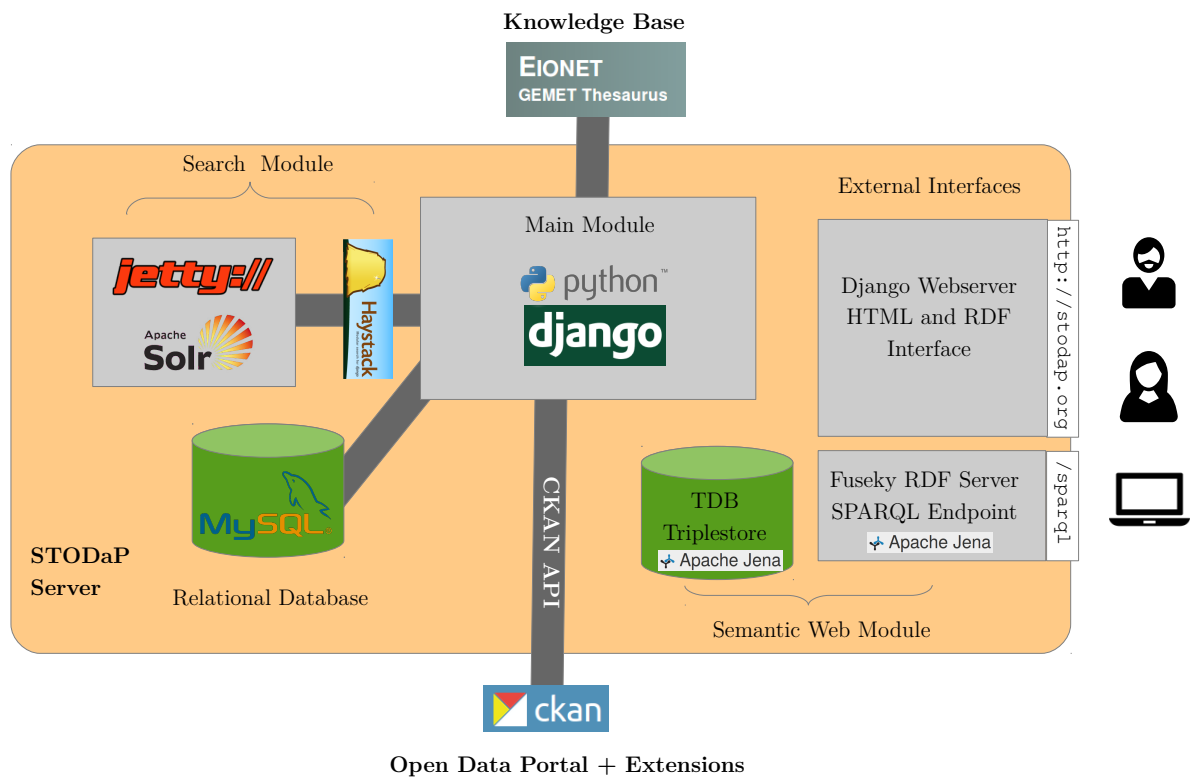 Knowledge Base
EIONET
GEMET Thesaurus
Search Module
External Interfaces
Main Module
jetty://
Apache
Solr
Haystack
python™
django
Django Webserver
HTML and RDF
Interface
http://stodap.org
MySQL
CKAN API
TDB
Triplestore
Apache Jena
Fuseky RDF Server
SPARQL Endpoint
Apache Jena
/sparql
STODaP
Server
Relational Database
Semantic Web Module
ckan
Open Data Portal + Extensions